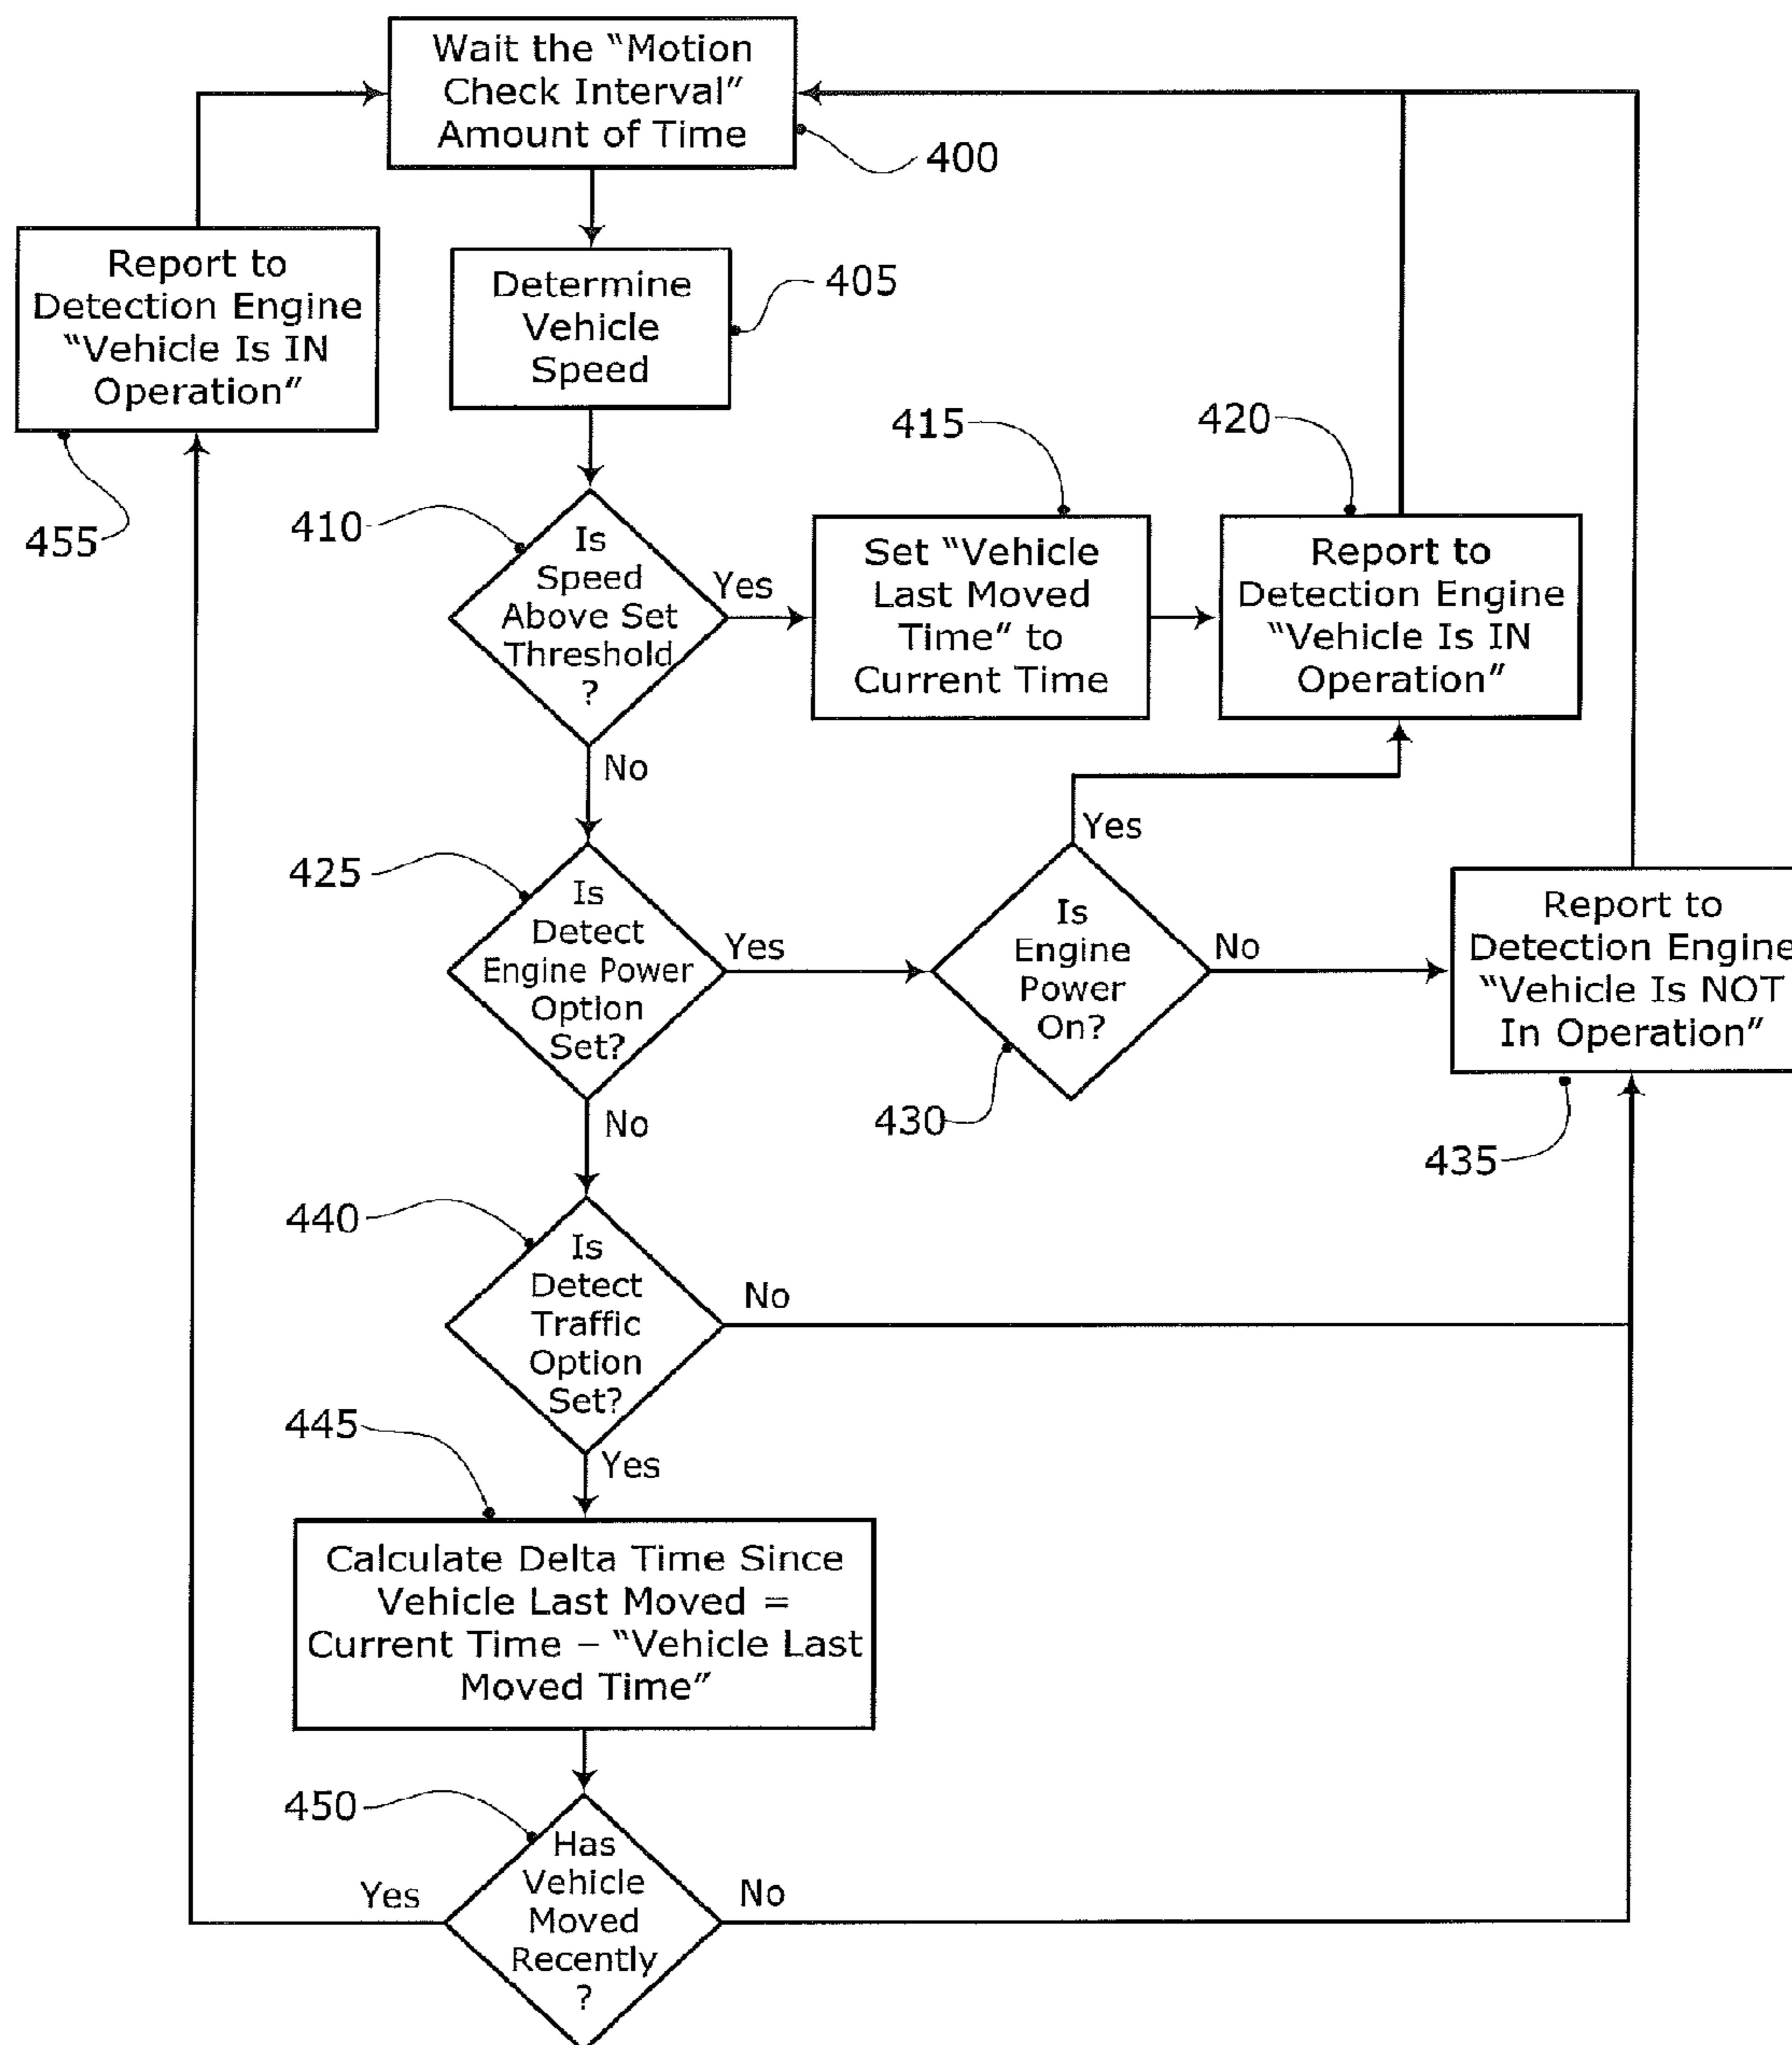 Wait the “Motion
Check Interval”
Amount of Time
400
Report to
Detection Engine
“Vehicle Is IN
Operation”
455
Determine
Vehicle
Speed
405
410
Is
Speed
Above Set
Threshold
?
Yes
No
415
Set “Vehicle
Last Moved
Time” to
Current Time
420
Report to
Detection Engine
“Vehicle Is IN
Operation”
425
Is
Detect
Engine Power
Option
Set?
Yes
No
Is
Engine
Power
On?
Yes
No
430
Report to
Detection Engine
“Vehicle Is NOT
In Operation”
435
440
Is
Detect
Traffic
Option
Set?
No
Yes
445
Calculate Delta Time Since
Vehicle Last Moved =
Current Time – “Vehicle Last
Moved Time”
450
Has
Vehicle
Moved
Recently
?
Yes
No